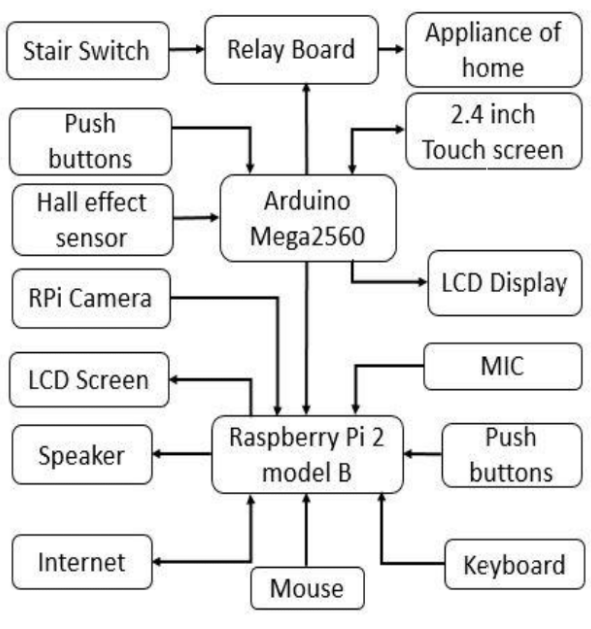 Stair Switch
Relay Board
Appliance of
home
Push
buttons
2.4 inch
Touch screen
Hall effect
sensor
Arduino
Mega2560
RPi Camera
LCD Display
LCD Screen
MIC
Speaker
Raspberry Pi 2
model B
Push
buttons
Internet
Mouse
Keyboard